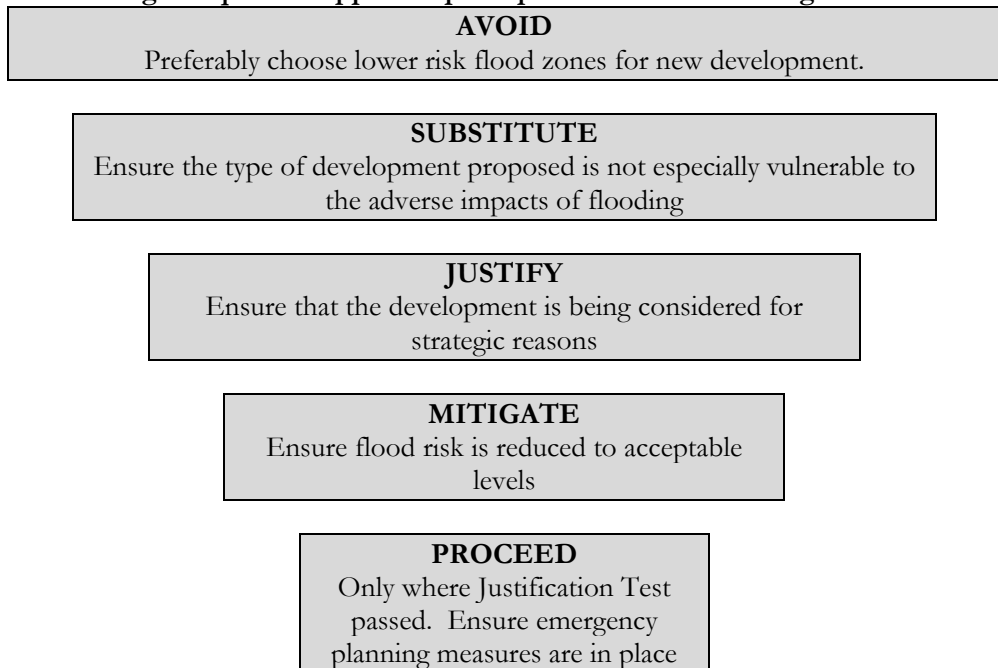 AVOID
Preferably choose lower risk flood zones for new development.
SUBSTITUTE
Ensure the type of development proposed is not especially vulnerable to
the adverse impacts of flooding
JUSTIFY
Ensure that the development is being considered for
strategic reasons
MITIGATE
Ensure flood risk is reduced to acceptable
levels
PROCEED
Only where Justification Test
passed. Ensure emergency
planning measures are in place